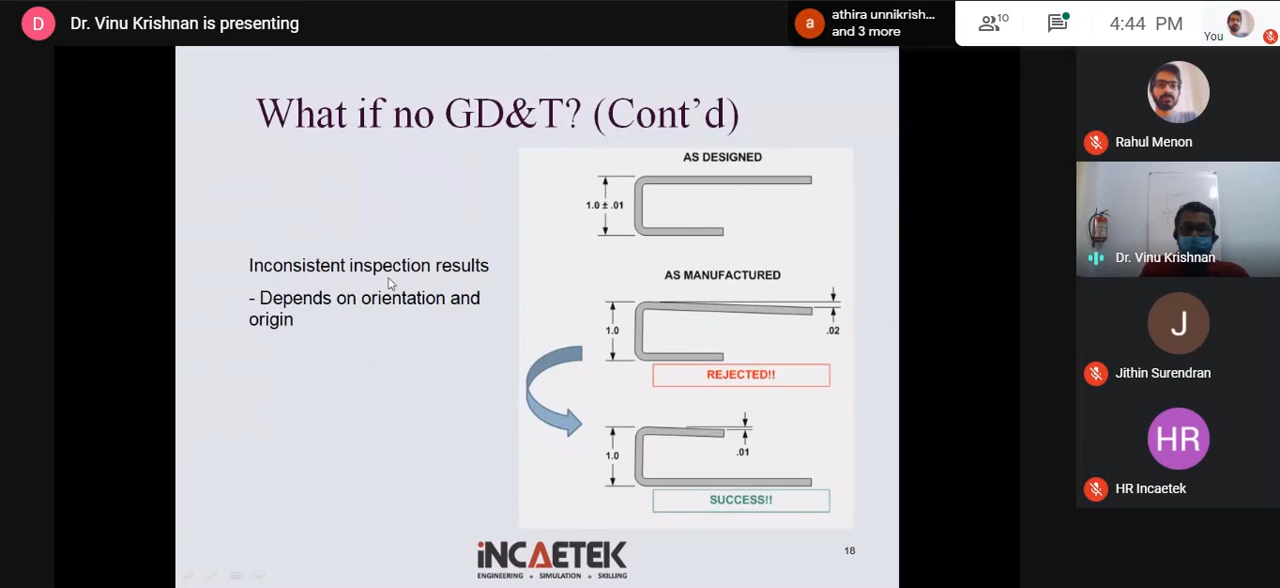 D
Dr. Vinu Krishnan is presenting
a
athira unnikrish...
and 3 more
10
4:44 PM
You
What if no GD&T? (Cont'd)
AS DESIGNED
1.0 ± .01
Inconsistent inspection results
- Depends on orientation and
origin
AS MANUFACTURED
1.0
.02
REJECTED!!
1.0
.01
SUCCESS!!
iNCAETEK
ENGINEERING • SIMULATION • SKILLING
18
Rahul Menon
Dr. Vinu Krishnan
J
Jithin Surendran
HR
HR Incaetek